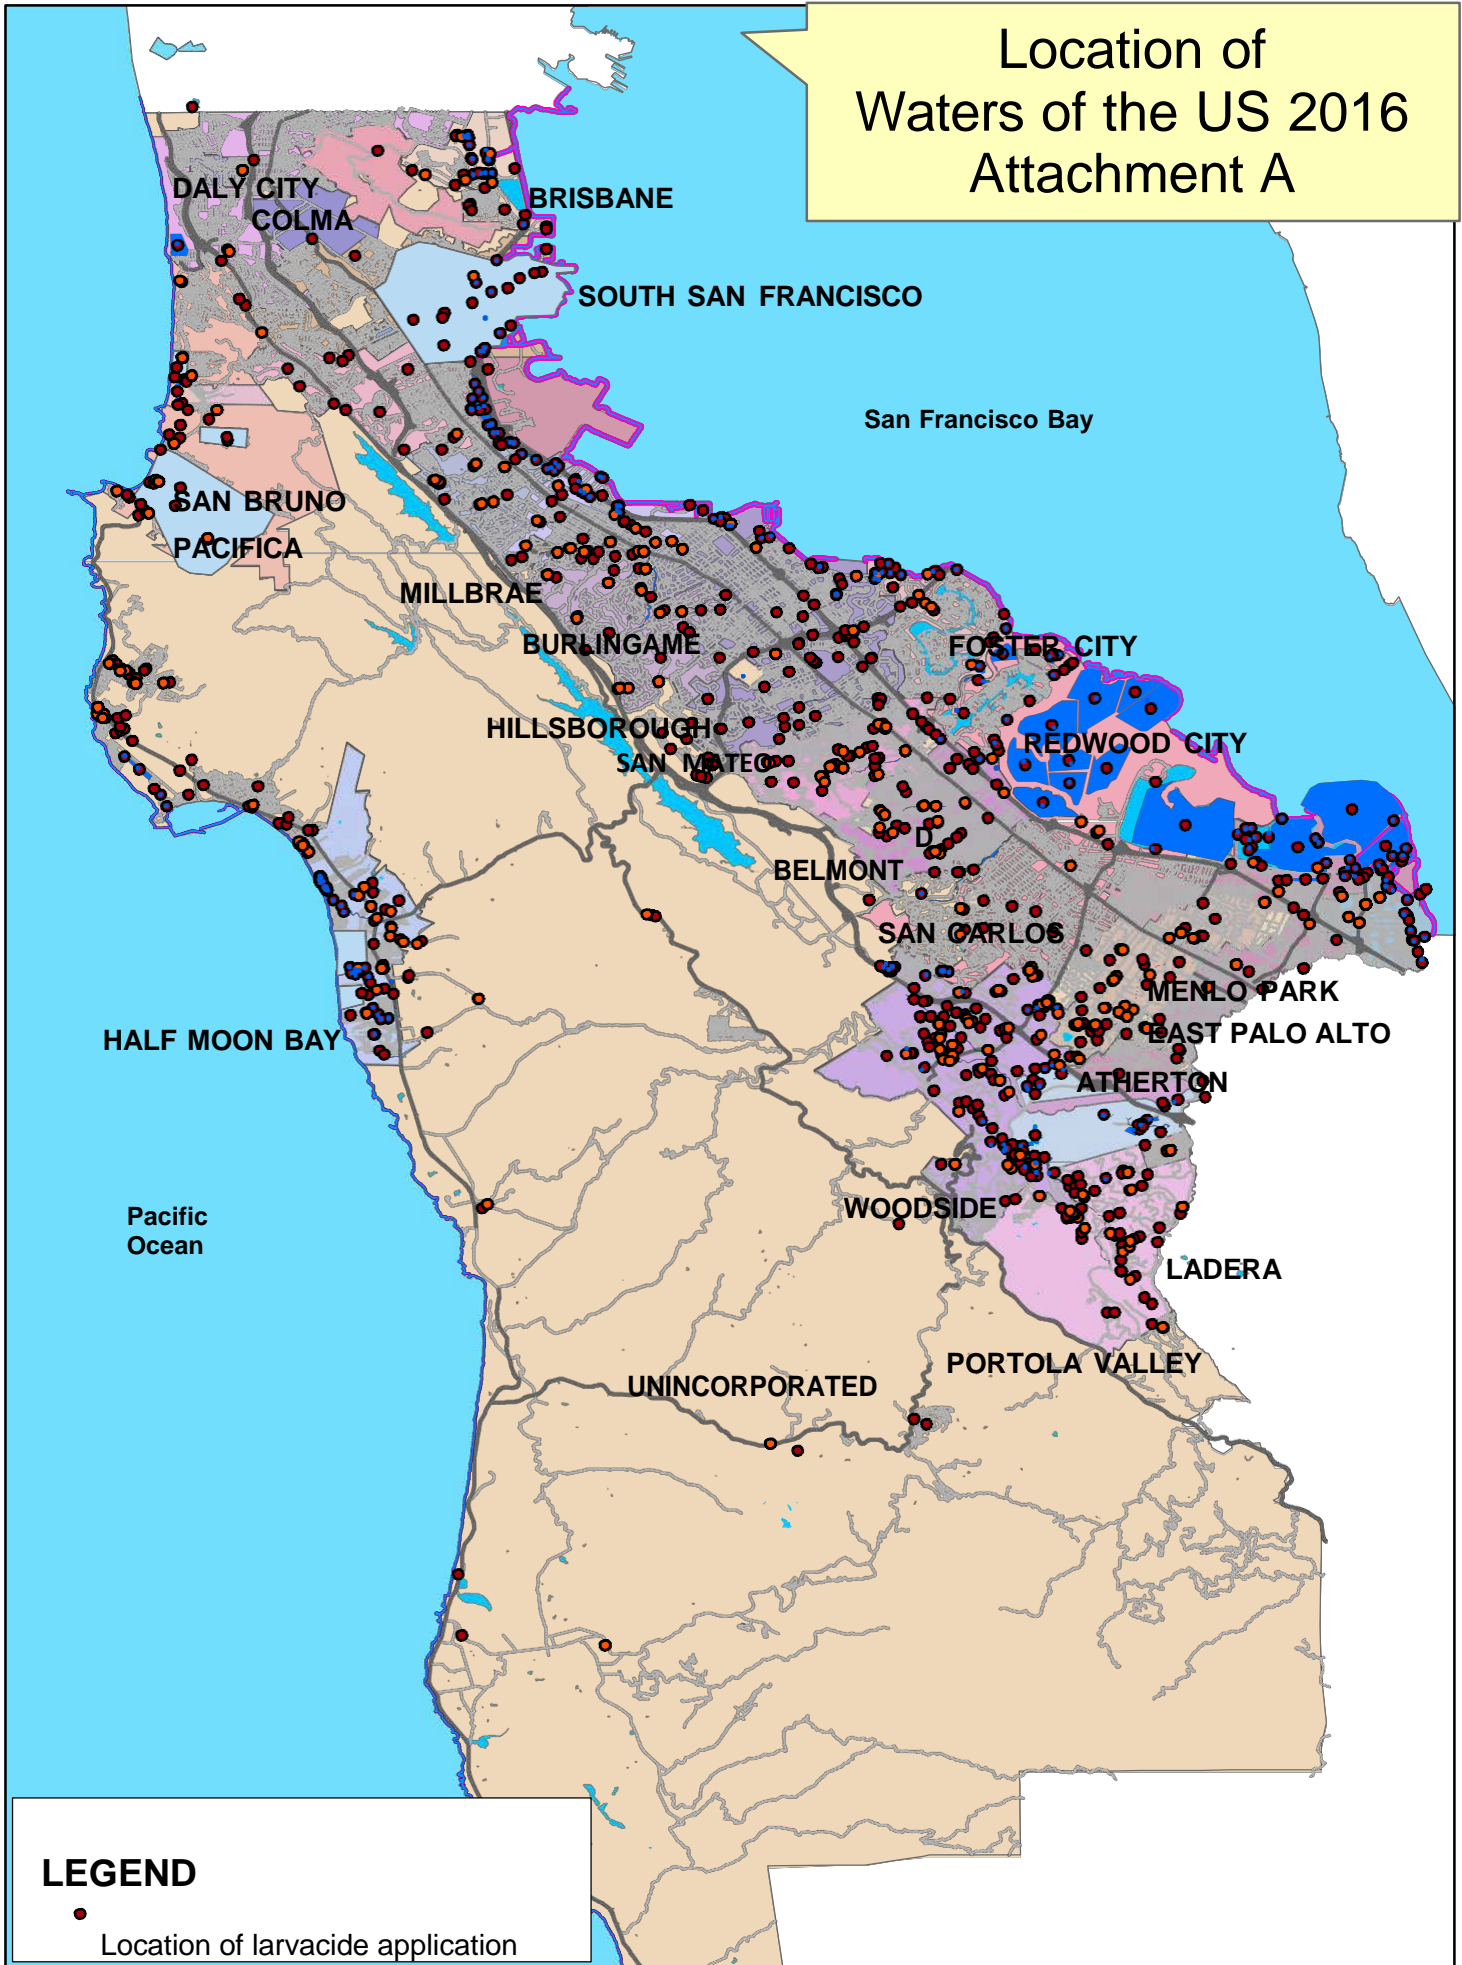 Location of
Waters of the US 2016
Attachment A
DALY CITY
COLMA
BRISBANE
SOUTH SAN FRANCISCO
San Francisco Bay
SAN BRUNO
PACIFICA
MILLBRAE
BURLINGAME
FOSTER CITY
HILLSBOROUGH
REDWOOD CITY
SAN MATEO
D
BELMONT
SAN CARLOS
MENLO PARK
EAST PALO ALTO
HALF MOON BAY
ATHERTON
WOODSIDE
Pacific
Ocean
LADERA
PORTOLA VALLEY
UNINCORPORATED
LEGEND
Location of larvacide application